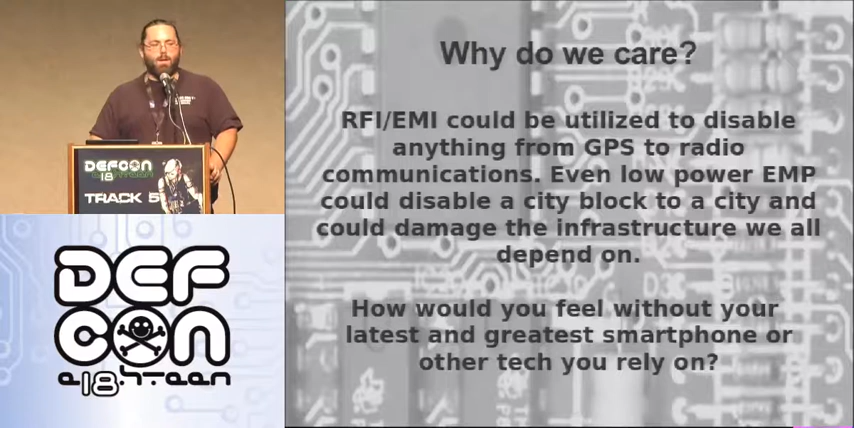 DEFCON
18
TRACK 5
DEF
CON
Why do we care?
RFI/EMI could be utilized to disable
anything from GPS to radio
communications. Even low power EMP
could disable a city block to a city and
could damage the infrastructure we all
depend on.
How would you feel without your
latest and greatest smartphone or
other tech you rely on?